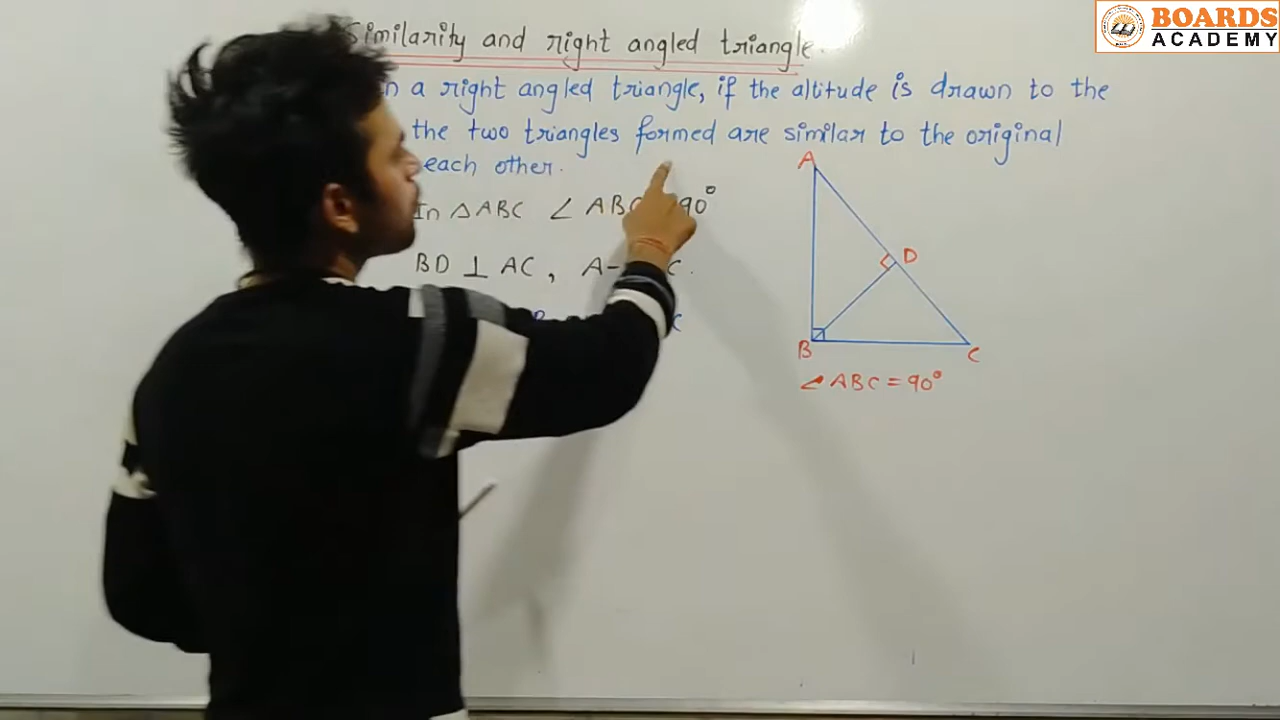 BOARDS
ACADEMY
Similarity and right angled triangle.
a right angled triangle, if the altitude is drawn to the
the two triangles formed are similar to the original
each other.
In △ABC ∠ABC 90°
BD ⊥ AC, A- C.
A
D
B
C
∠ABC = 90°